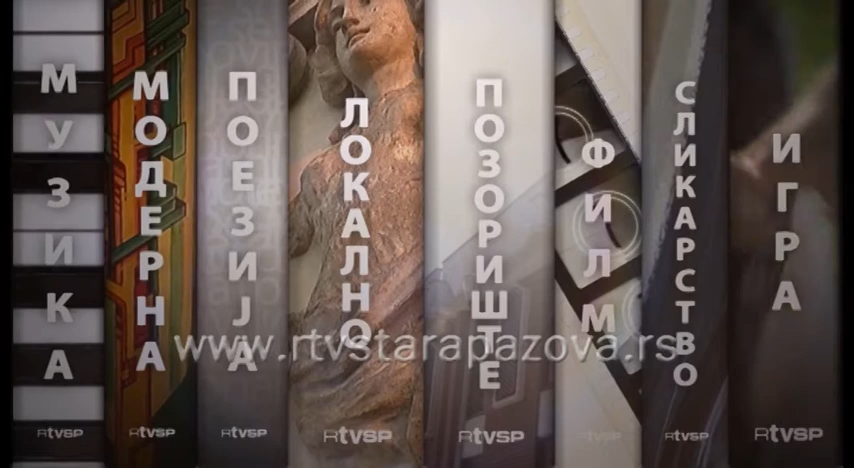 МУЗИКА
МОДЕРНА
ПОЕЗИЈА
ЛОКАЛНО
ПОЗОРИШТЕ
ФИЛМ
СЛИКАРСТВО
ИГРА
www.rtvstarapazova.rs
RTVSP
RTVSP
RTVSP
RTVSP
RTVSP
RTVSP
RTVSP
RTVSP